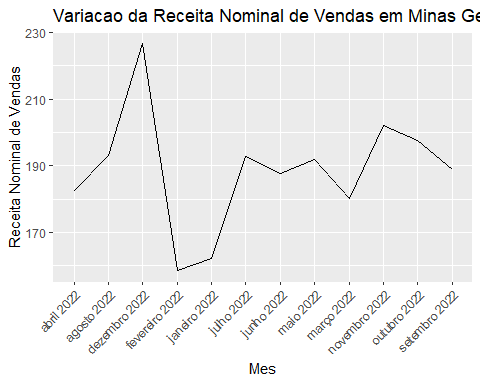 Variacao da Receita Nominal de Vendas em Minas Ge
Receita Nominal de Vendas
230
210
190
170
abril 2022
agosto 2022
dezembro 2022
fevereiro 2022
janeiro 2022
julho 2022
junho 2022
maio 2022
março 2022
novembro 2022
outubro 2022
setembro 2022
Mes